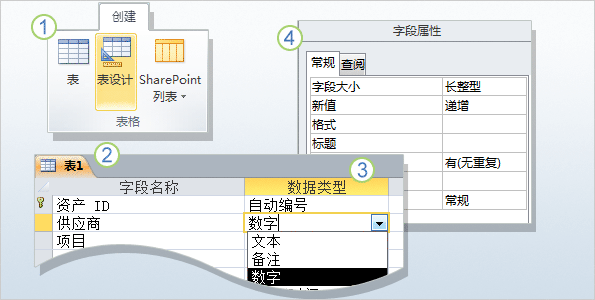 1
创建
表
表设计
SharePoint
列表
表格
2
表1
3
字段名称
数据类型
资产 ID
自动编号
供应商
数字
项目
文本
备注
数字
4
字段属性
常规
查阅
字段大小
长整型
新值
递增
格式
标题
有(无重复)
常规